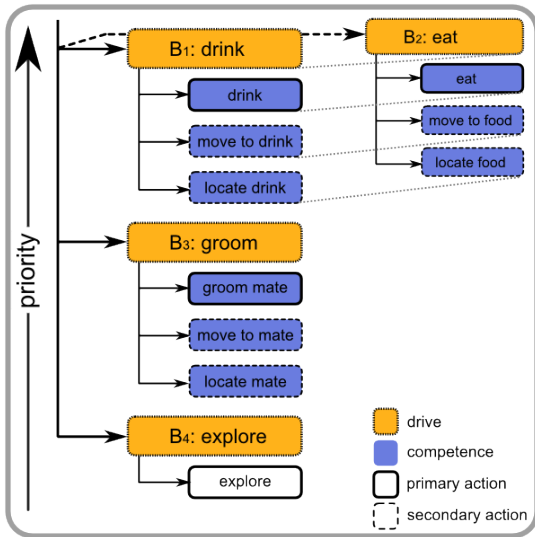 B1: drink
drink
move to drink
locate drink
B2: eat
eat
move to food
locate food
B3: groom
groom mate
move to mate
locate mate
B4: explore
explore
priority
drive
competence
primary action
secondary action